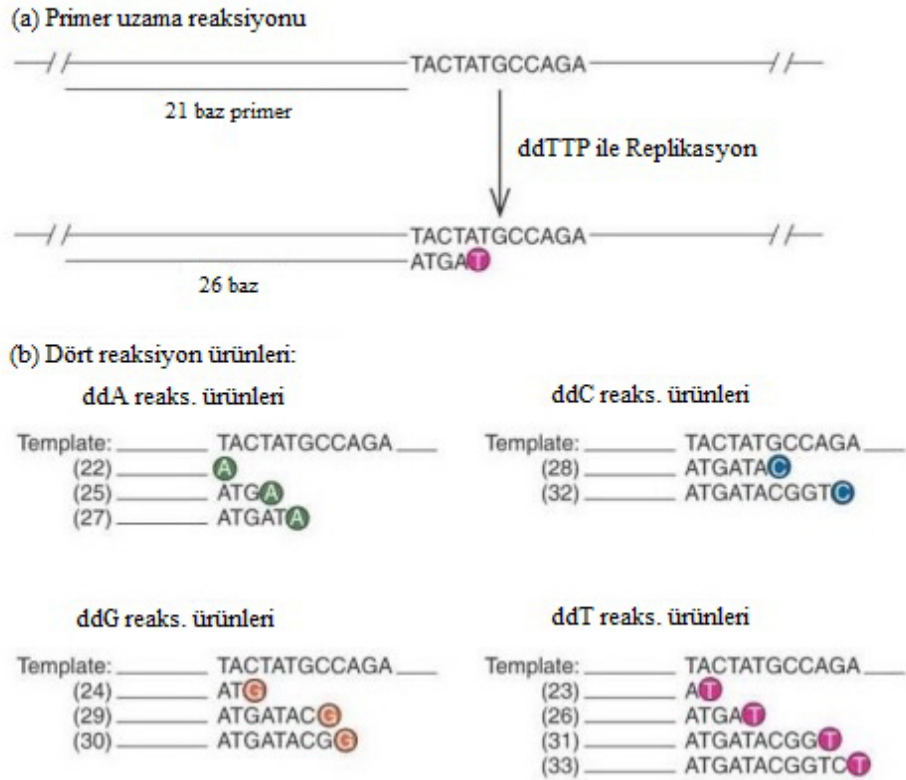 (a) Primer uzama reaksiyonu
TACTATGCCAGA
21 baz primer
ddTTP ile Replikasyon
TACTATGCCAGA
ATGAT
26 baz
(b) Dört reaksiyon ürünleri:
ddA reaks. ürünleri
Template: TACTATGCCAGA
(22) A
(25) ATGA
(27) ATGATA
ddC reaks. ürünleri
Template: TACTATGCCAGA
(28) ATGATAC
(32) ATGATACGGTC
ddG reaks. ürünleri
Template: TACTATGCCAGA
(24) ATG
(29) ATGATACG
(30) ATGATACGG
ddT reaks. ürünleri
Template: TACTATGCCAGA
(23) AT
(26) ATGAT
(31) ATGATACGGT
(33) ATGATACGGTCT